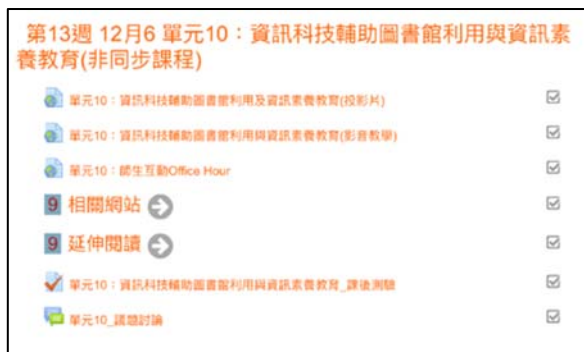 第13週 12月6 單元10：資訊科技輔助圖書館利用與資訊素
養教育(非同步課程)
單元10：資訊科技輔助圖書館利用及資訊素養教育(投影片)
單元10：資訊科技輔助圖書館利用與資訊素養教育(影音教學)
單元10：師生互動Office Hour
9 相關網站
9 延伸閱讀
單元10：資訊科技輔助圖書館利用與資訊素養教育_課後測驗
單元10_議題討論